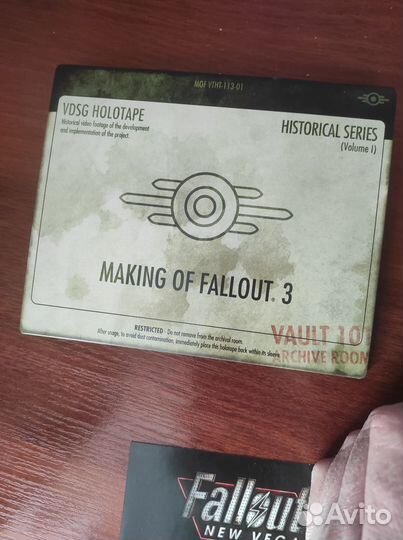 MOF VTHT-113-01
VDSG HOLOTAPE
Historical video footage of the development
and implementation of the project.
HISTORICAL SERIES
(Volume I)
MAKING OF FALLOUT® 3
RESTRICTED - Do not remove from the archival room.
After usage, to avoid dust contamination, immediately place this holotape back within its sleeve.
VAULT 101
ARCHIVE ROOM
Fallout
NEW VEGA
Avito